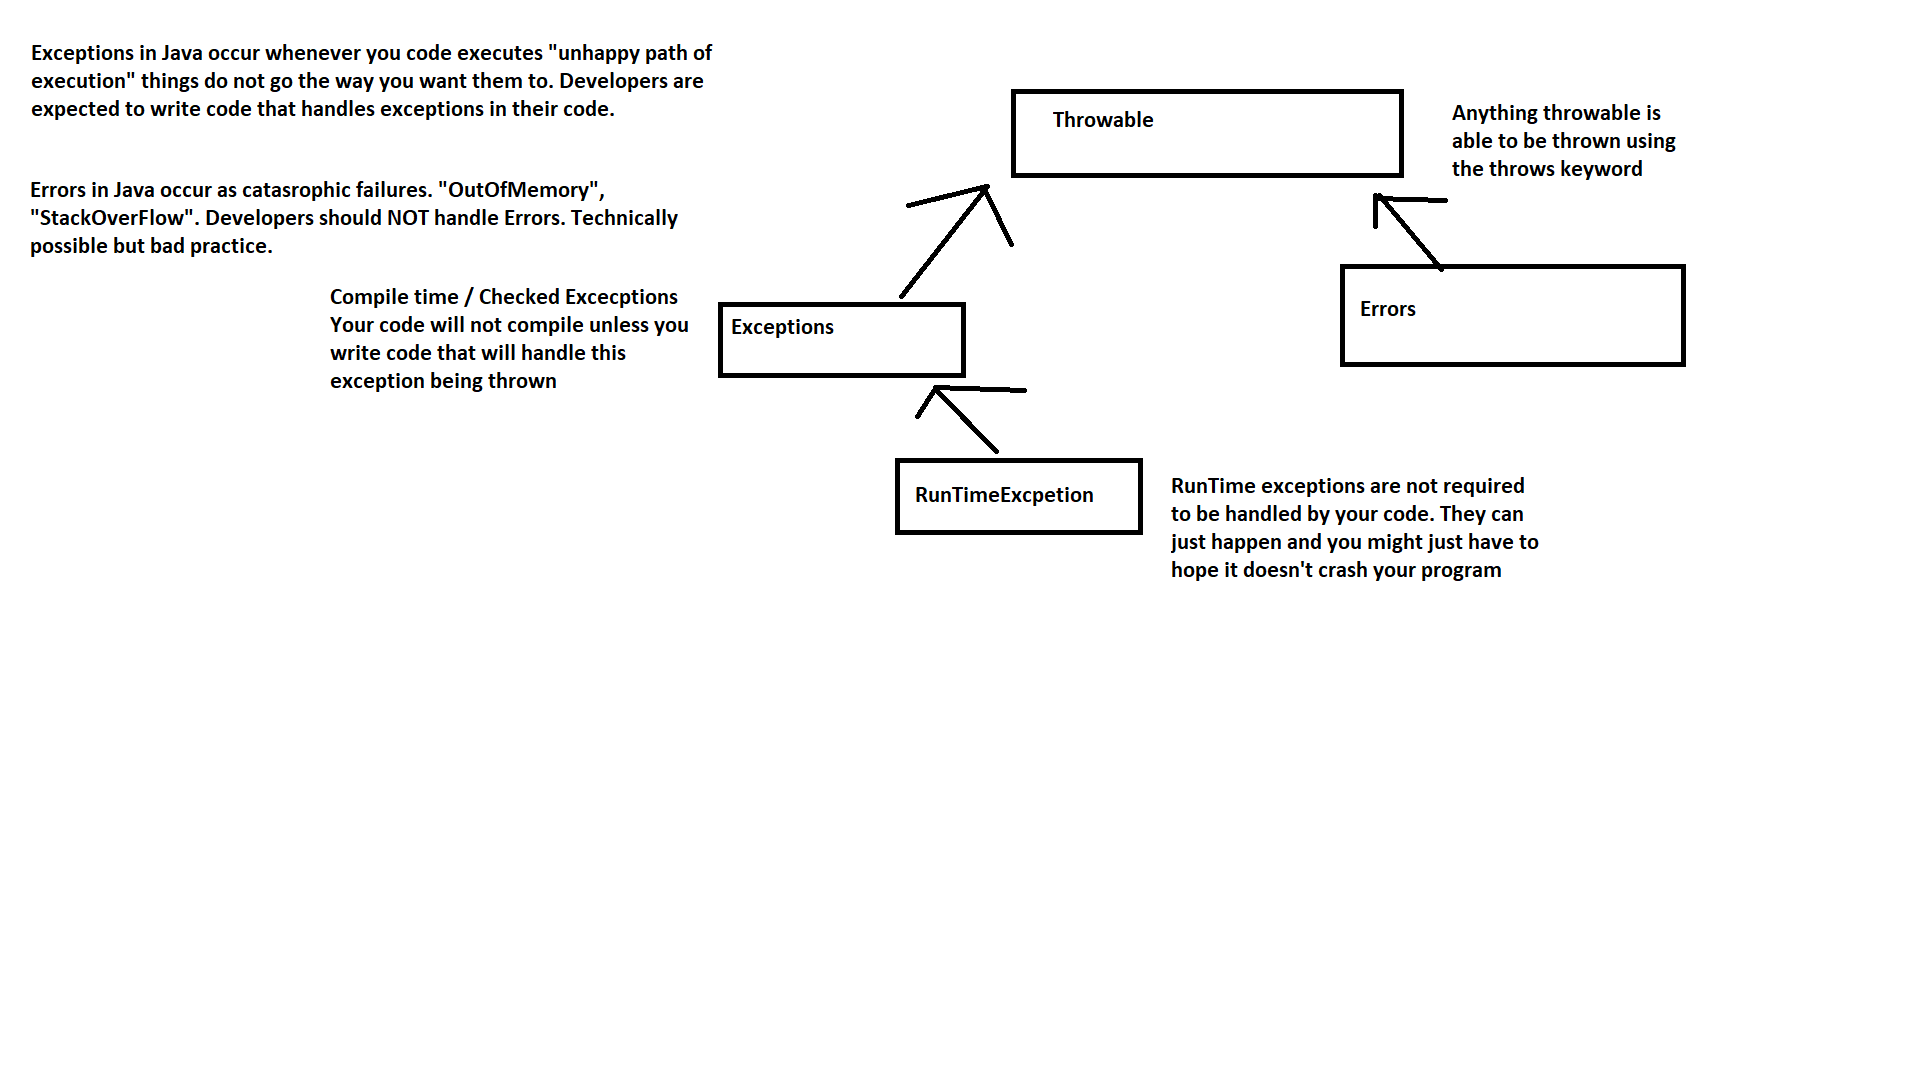 Exceptions in Java occur whenever you code executes "unhappy path of
execution" things do not go the way you want them to. Developers are
expected to write code that handles exceptions in their code.
Errors in Java occur as catasrophic failures. "OutOfMemory",
"StackOverFlow". Developers should NOT handle Errors. Technically
possible but bad practice.
Throwable
Anything throwable is
able to be thrown using
the throws keyword
Compile time / Checked Excecptions
Your code will not compile unless you
write code that will handle this
exception being thrown
Exceptions
Errors
RunTimeExcpetion
RunTime exceptions are not required
to be handled by your code. They can
just happen and you might just have to
hope it doesn't crash your program